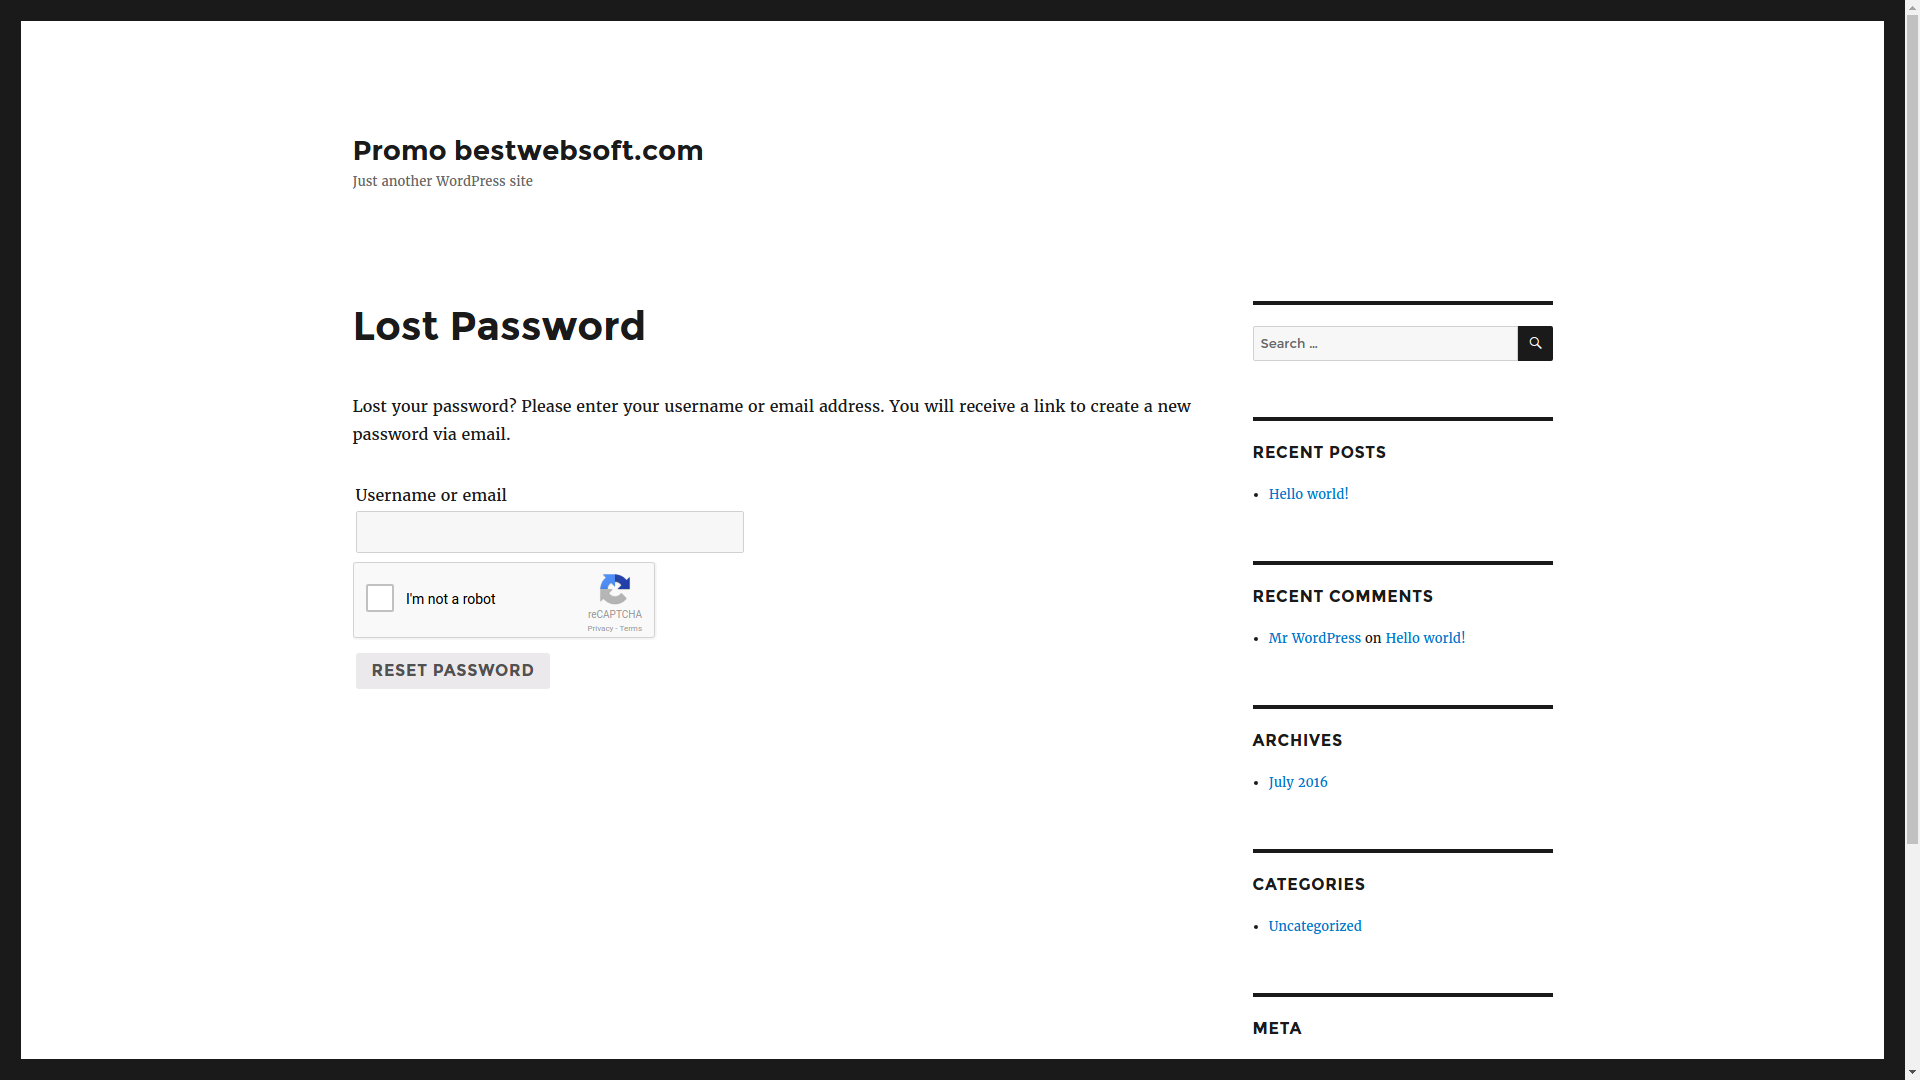 Promo bestwebsoft.com
Just another WordPress site
Lost Password
Lost your password? Please enter your username or email address. You will receive a link to create a new
password via email.
Username or email
I'm not a robot
reCAPTCHA
Privacy - Terms
RESET PASSWORD
Search ...
RECENT POSTS
Hello world!
RECENT COMMENTS
Mr WordPress on Hello world!
ARCHIVES
July 2016
CATEGORIES
Uncategorized
META